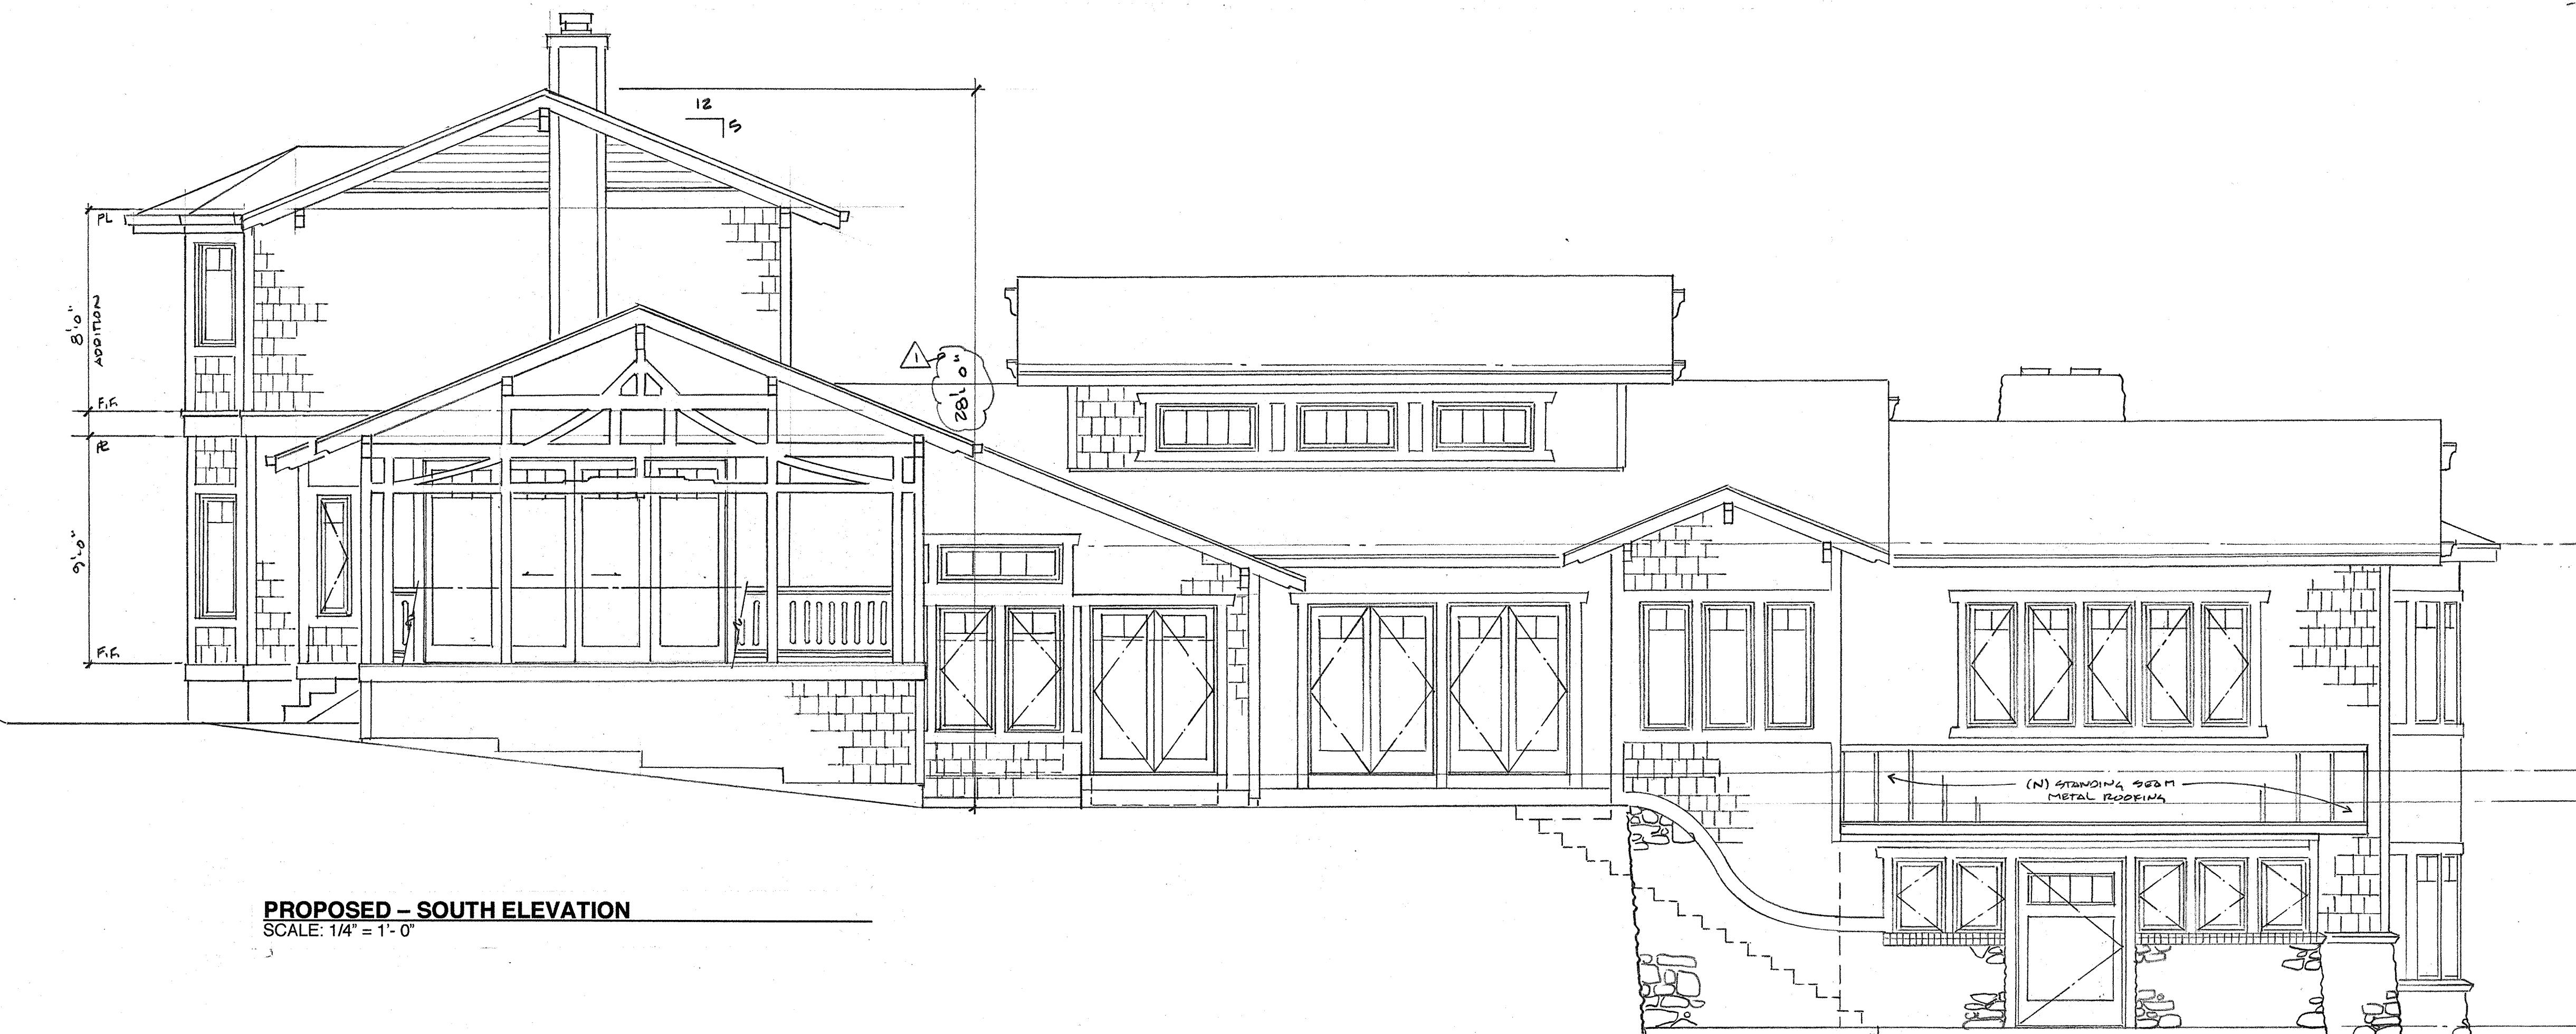 12
5
PL
8'-0"
ADDITION
F.F.
PL
9'-0"
F.F.
1
28'-0"
(N) STANDING SEAM
METAL ROOFING
PROPOSED – SOUTH ELEVATION
SCALE: 1/4" = 1'- 0"